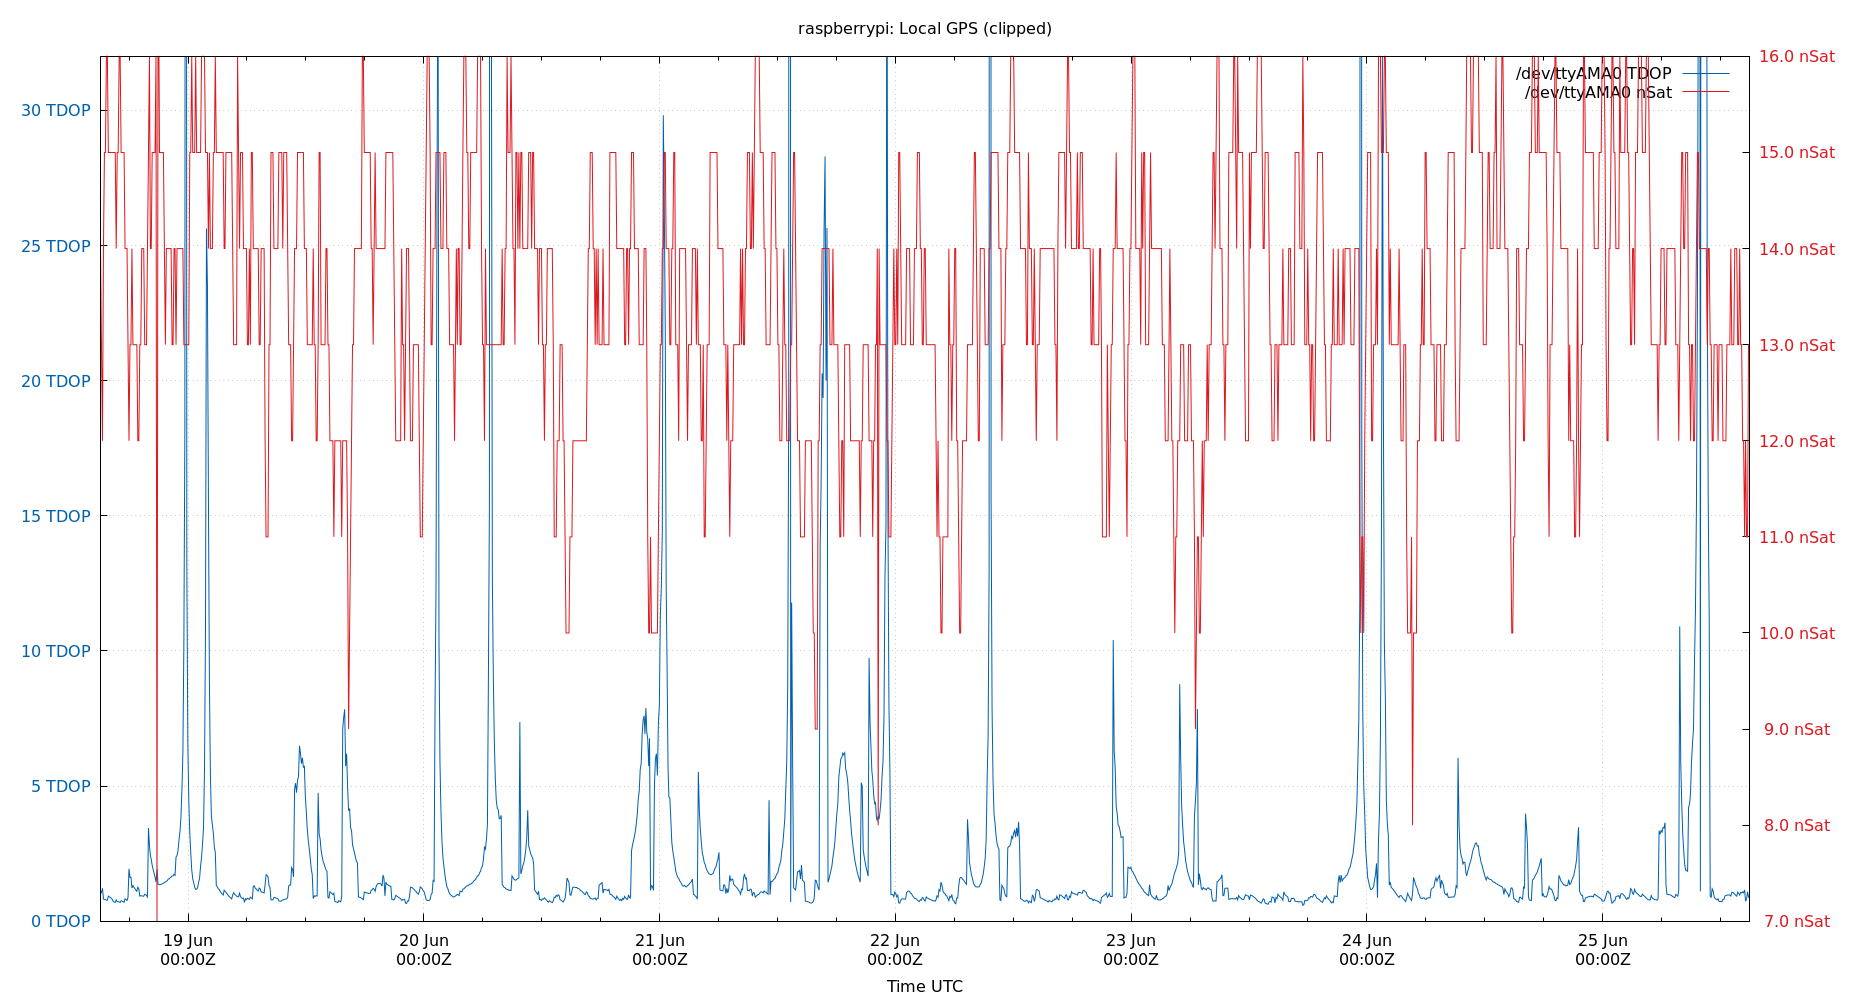 raspberrypi: Local GPS (clipped)
16.0 nSat
/dev/ttyAMA0 TDOP
/dev/ttyAMA0 nSat
30 TDOP
15.0 nSat
25 TDOP
14.0 nSat
13.0 nSat
20 TDOP
12.0 nSat
15 TDOP
11.0 nSat
10.0 nSat
10 TDOP
9.0 nSat
5 TDOP
8.0 nSat
0 TDOP
7.0 nSat
19 Jun 20 Jun 21 Jun 22 Jun 23 Jun 24 Jun 25 Jun
00:00Z 00:00Z 00:00Z 00:00Z 00:00Z 00:00Z 00:00Z
Time UTC